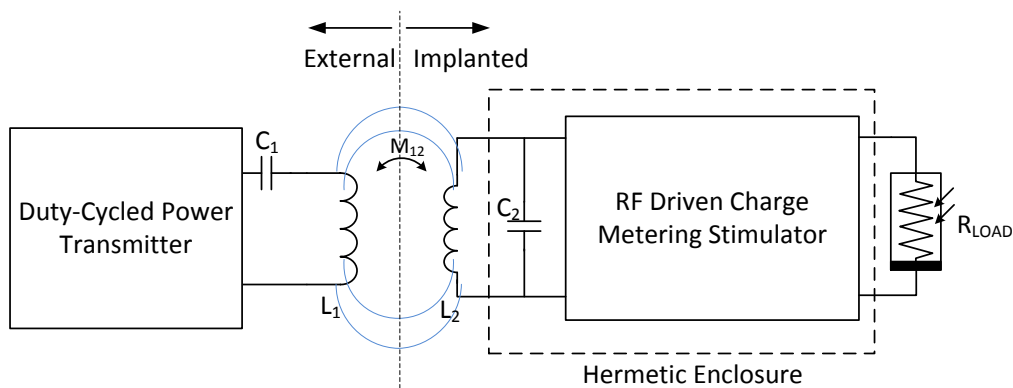 External Implanted
C1
M12
Duty-Cycled Power
Transmitter
C2
RF Driven Charge
Metering Stimulator
RLOAD
L1
L2
Hermetic Enclosure